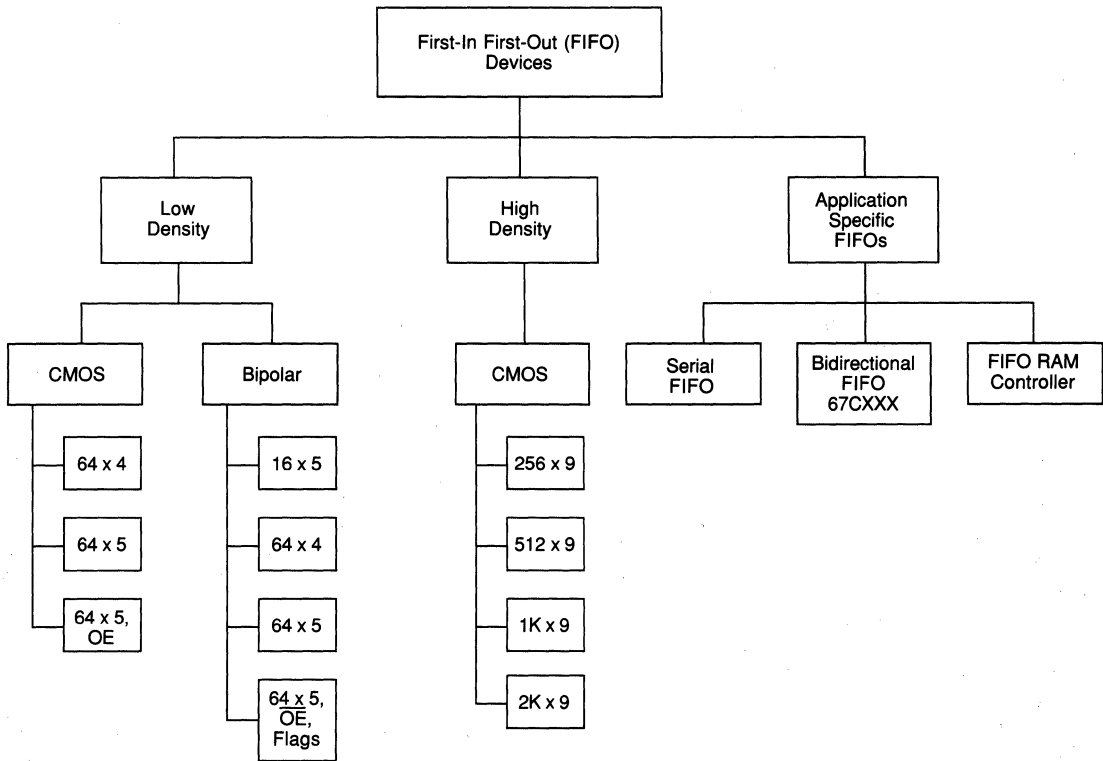 First-In First-Out (FIFO)
Devices
Low
Density
High
Density
Application
Specific
FIFOs
CMOS
Bipolar
CMOS
Serial
FIFO
Bidirectional
FIFO
67CXXX
FIFO RAM
Controller
64 x 4
64 x 5
64 x 5,
OE
16 x 5
64 x 4
64 x 5
64 x 5,
O̅E̅,
Flags
256 x 9
512 x 9
1K x 9
2K x 9